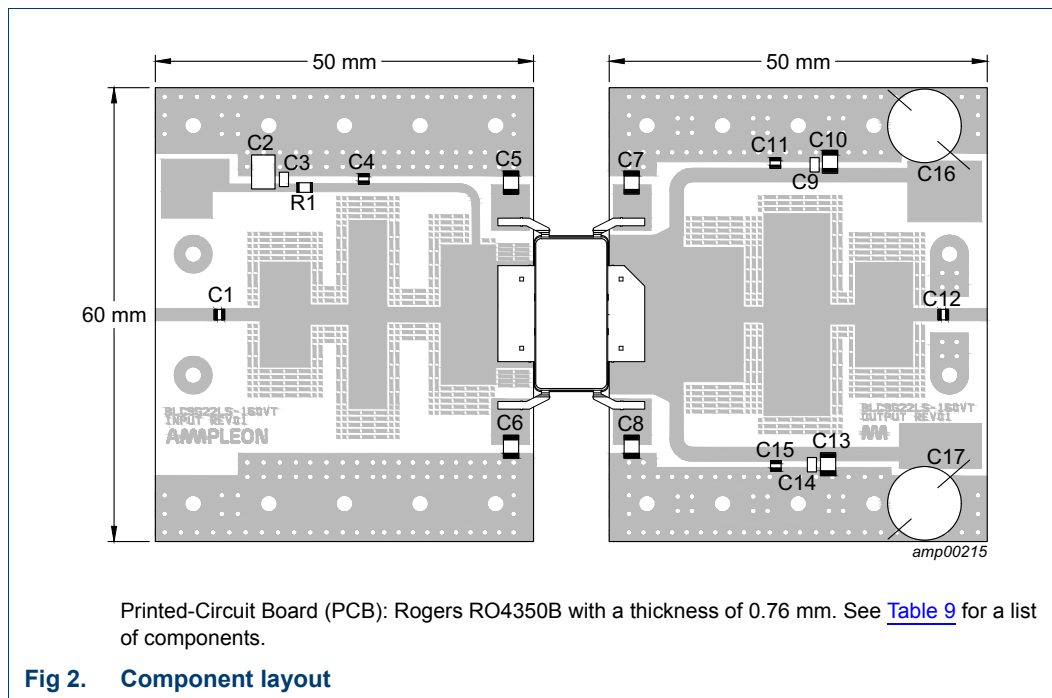 50 mm
50 mm
C2
C3
C4
R1
C5
C7
C11
C10
C9
C16
C1
C12
60 mm
BLC9G22LS-160VT
INPUT REV01
AMPLEON
BLC9G22LS-160VT
OUTPUT REV01
C6
C8
C15
C14
C13
C17
amp00215
Printed-Circuit Board (PCB): Rogers RO4350B with a thickness of 0.76 mm. See Table 9 for a list
of components.
Fig 2. Component layout